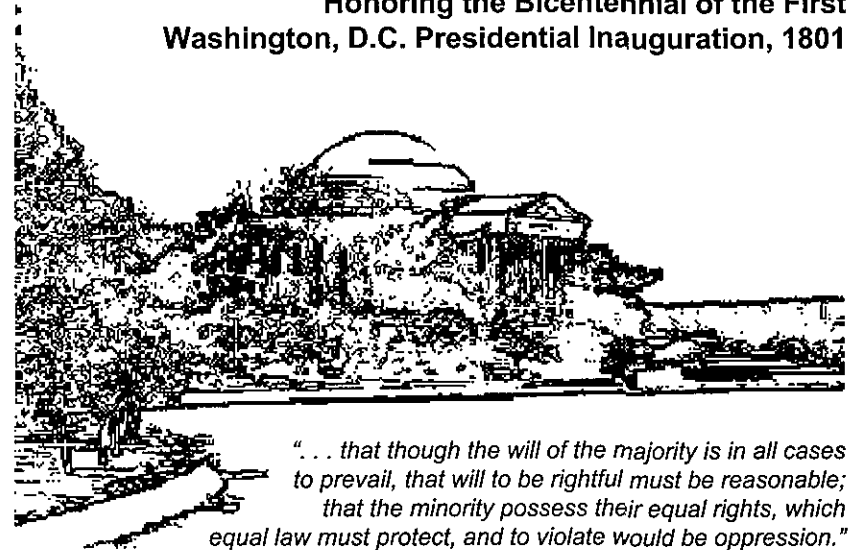 Honoring the Bicentennial of the First
Washington, D.C. Presidential Inauguration, 1801
". . . that though the will of the majority is in all cases
to prevail, that will to be rightful must be reasonable;
that the minority possess their equal rights, which
equal law must protect, and to violate would be oppression."